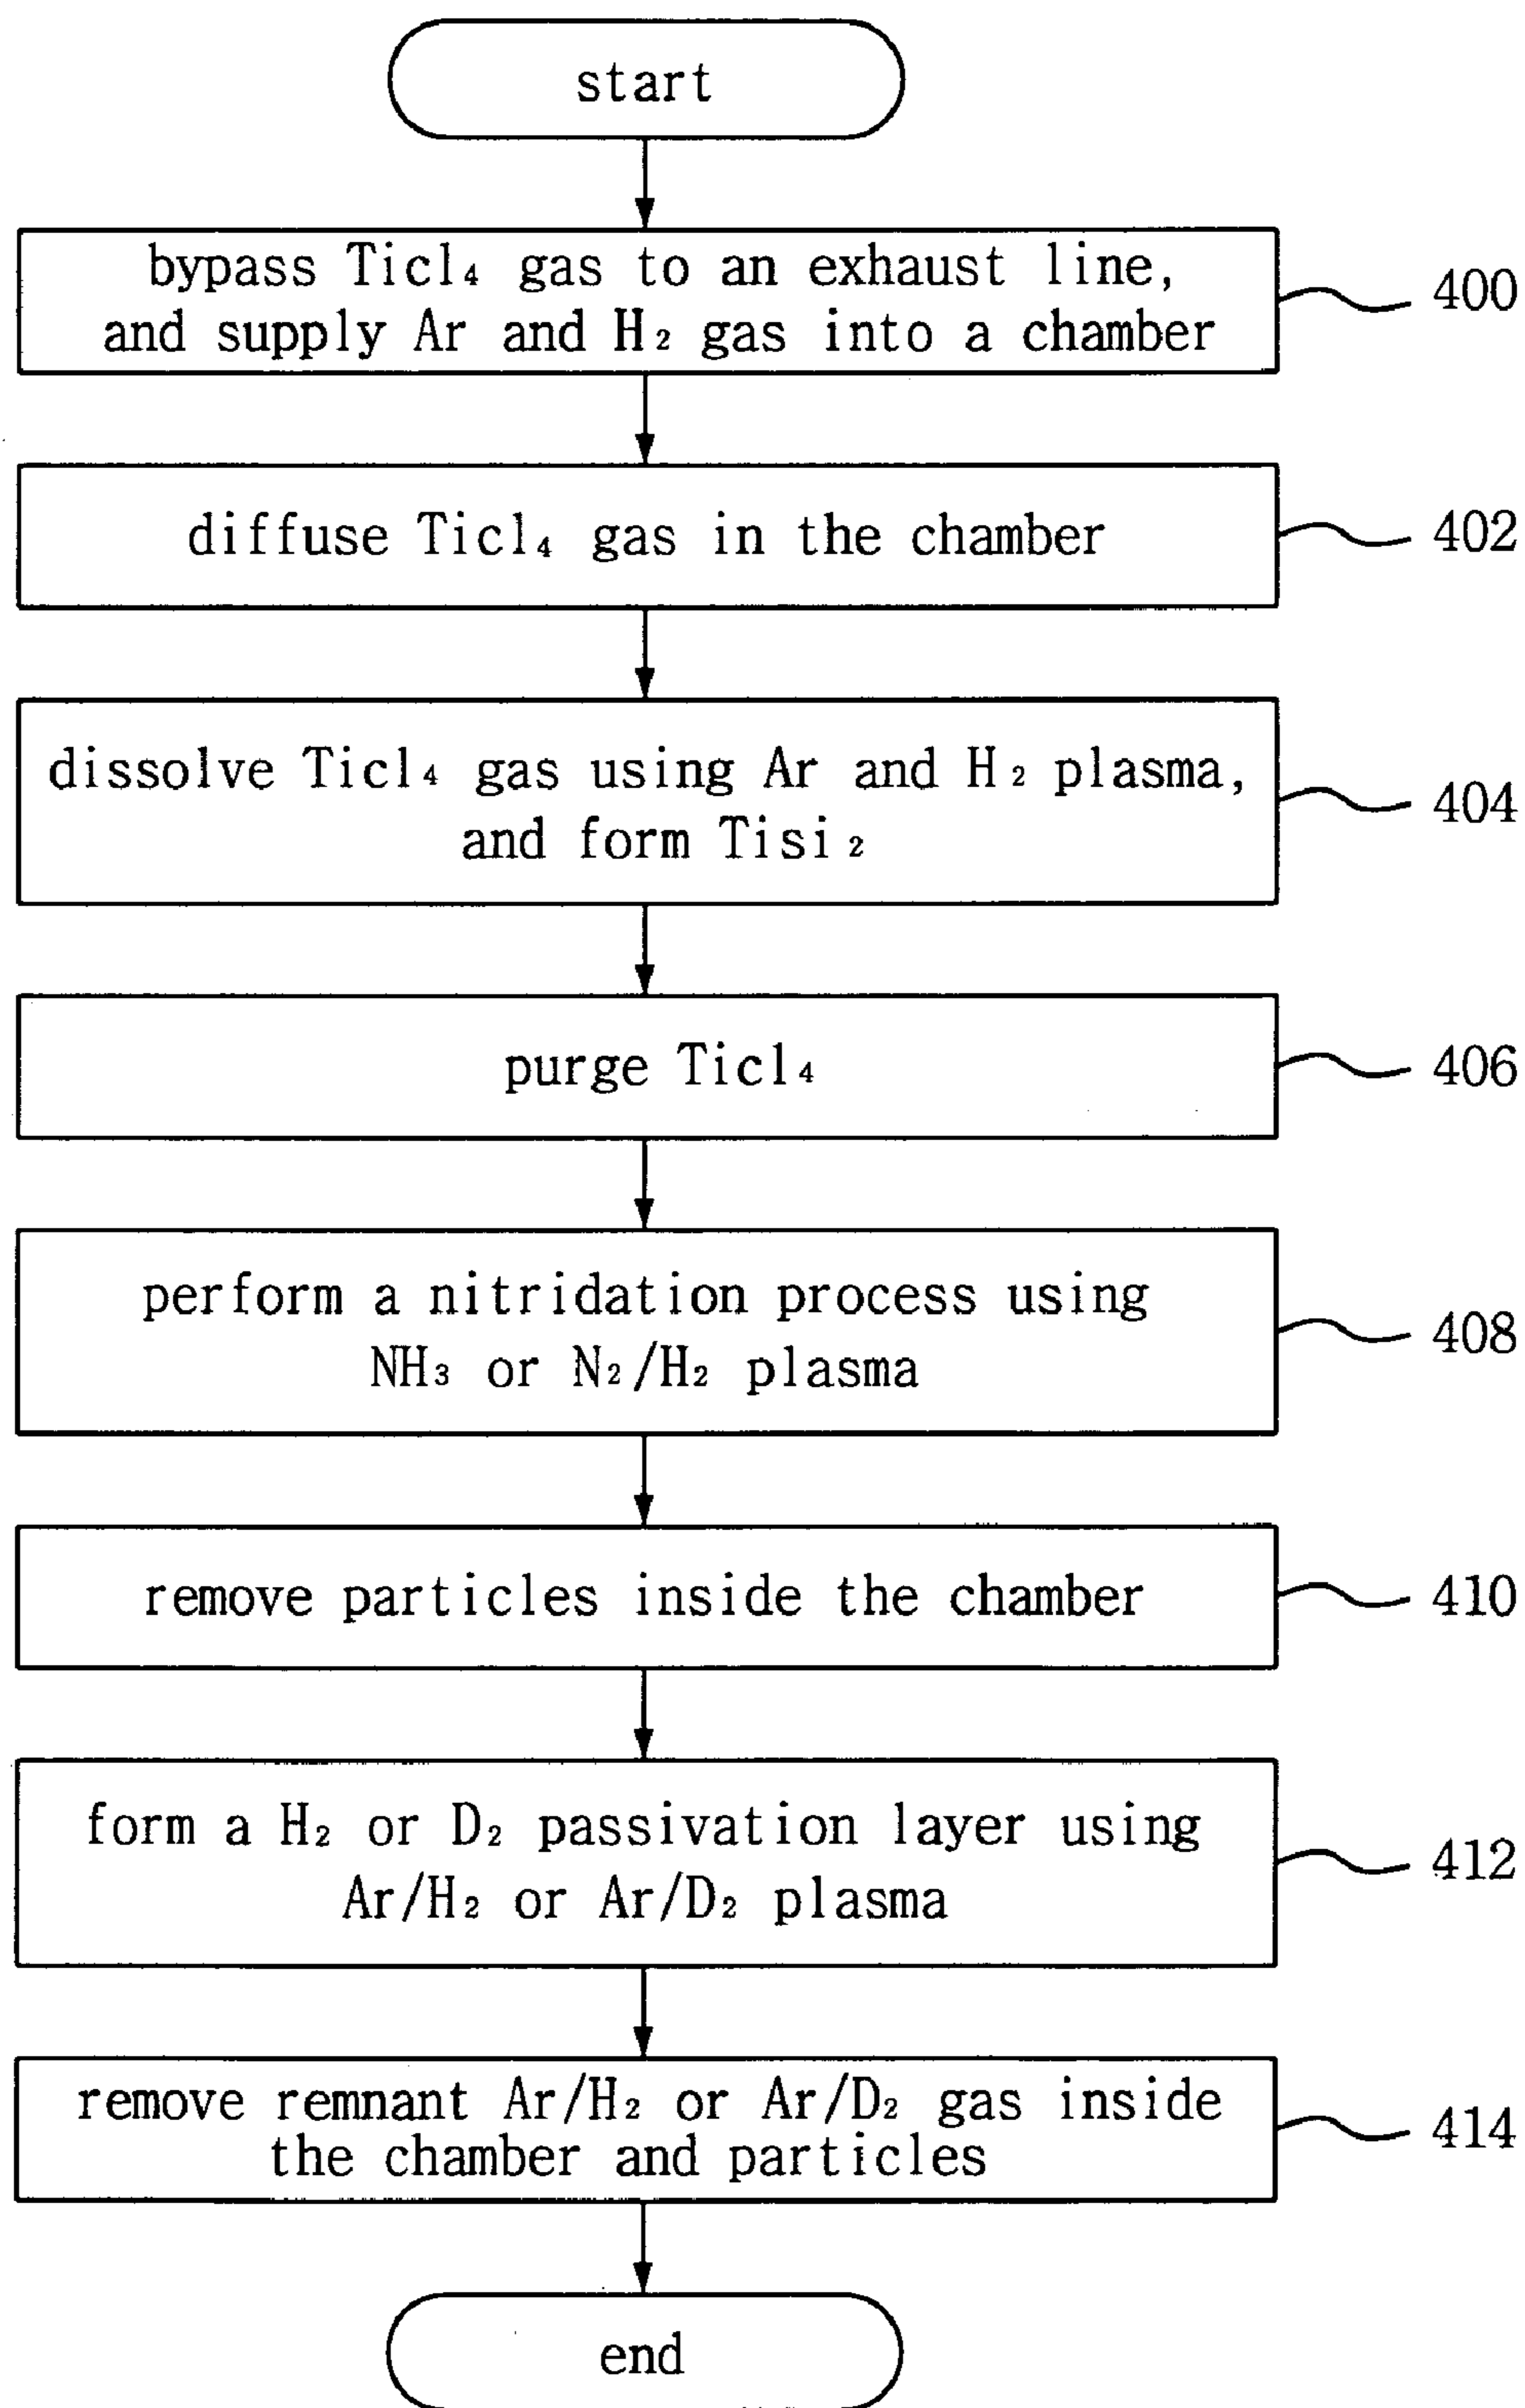 start
bypass Ticl₄ gas to an exhaust line,
and supply Ar and H₂ gas into a chamber
400
diffuse Ticl₄ gas in the chamber
402
dissolve Ticl₄ gas using Ar and H₂ plasma,
and form Tisi₂
404
purge Ticl₄
406
perform a nitridation process using
NH₃ or N₂/H₂ plasma
408
remove particles inside the chamber
410
form a H₂ or D₂ passivation layer using
Ar/H₂ or Ar/D₂ plasma
412
remove remnant Ar/H₂ or Ar/D₂ gas inside
the chamber and particles
414
end